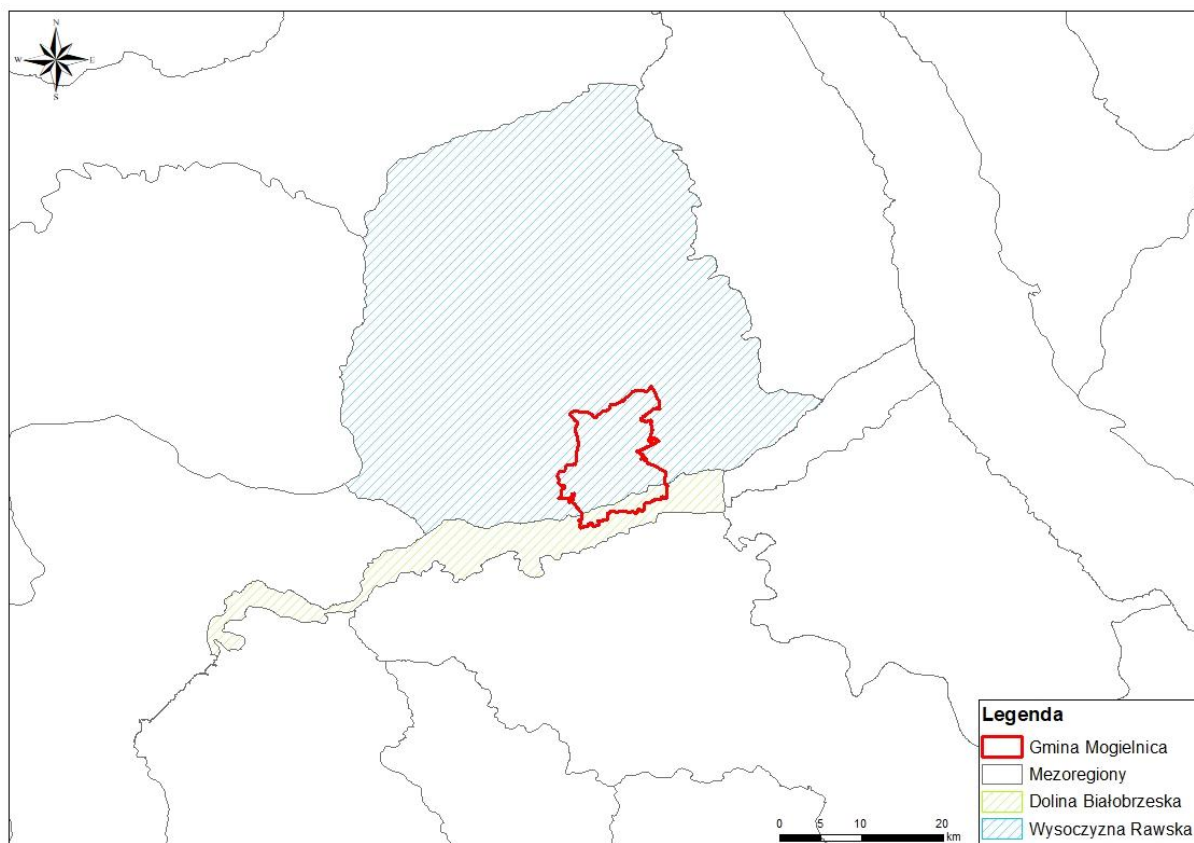 N
W E
S
Legenda
Gmina Mogielnica
Mezoregiony
Dolina Białobrzeska
Wysoczyzna Rawska
0 5 10 20
km